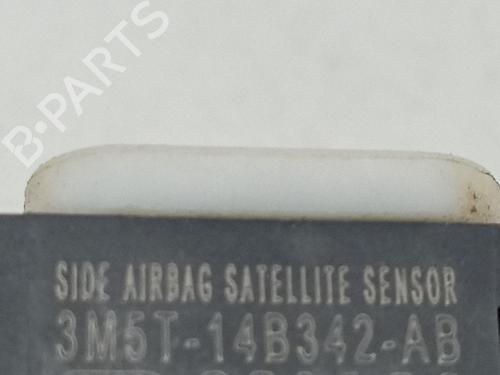 B-PARTS
SIDE AIRBAG SATELLITE SENSOR
3M5T-14B342-AB